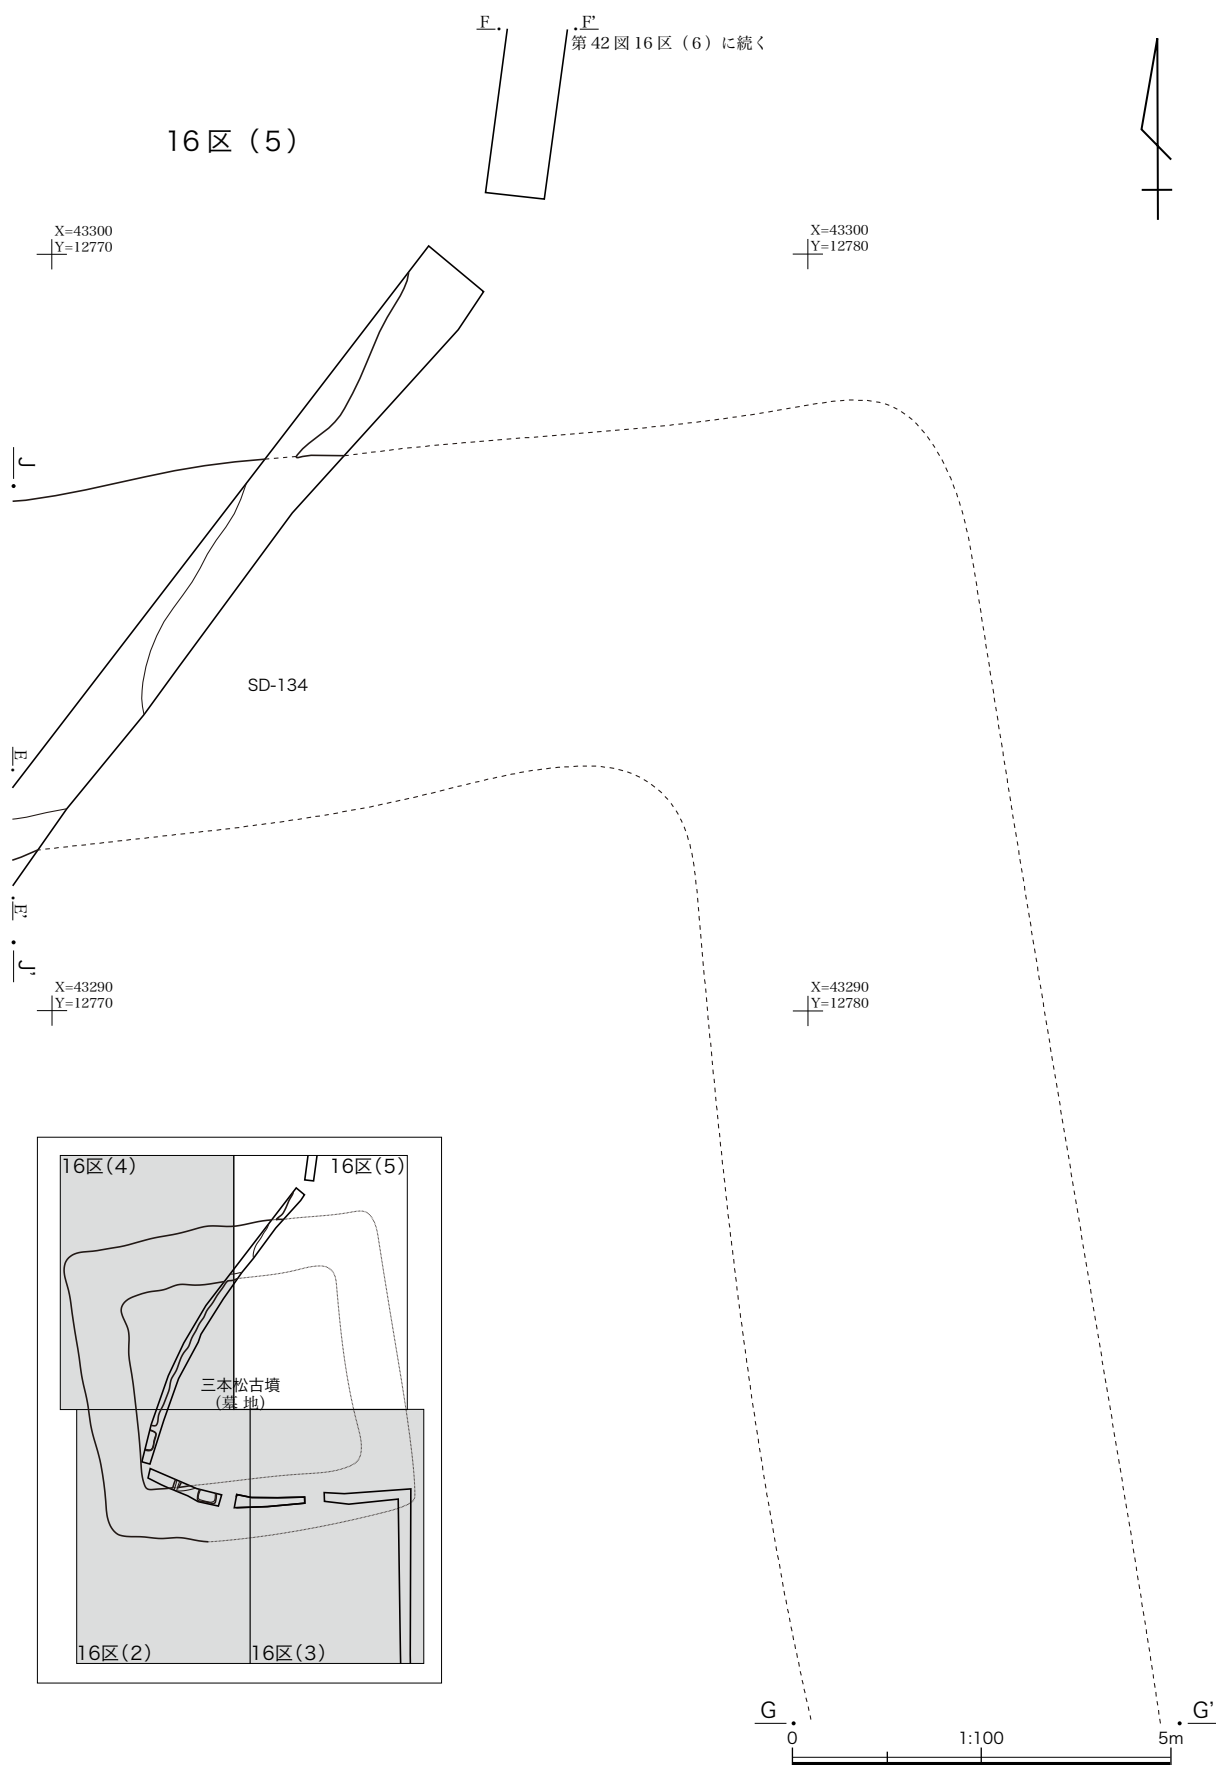 F F'
第42図16区（6）に続く
16区（5）
X=43300
Y=12770
X=43300
Y=12780
J
SD-134
E
E'
J'
X=43290
Y=12770
X=43290
Y=12780
16区（4）
16区（5）
三本松古墳
（墓 地）
16区（2）
16区（3）
G G'
0 1:100 5m